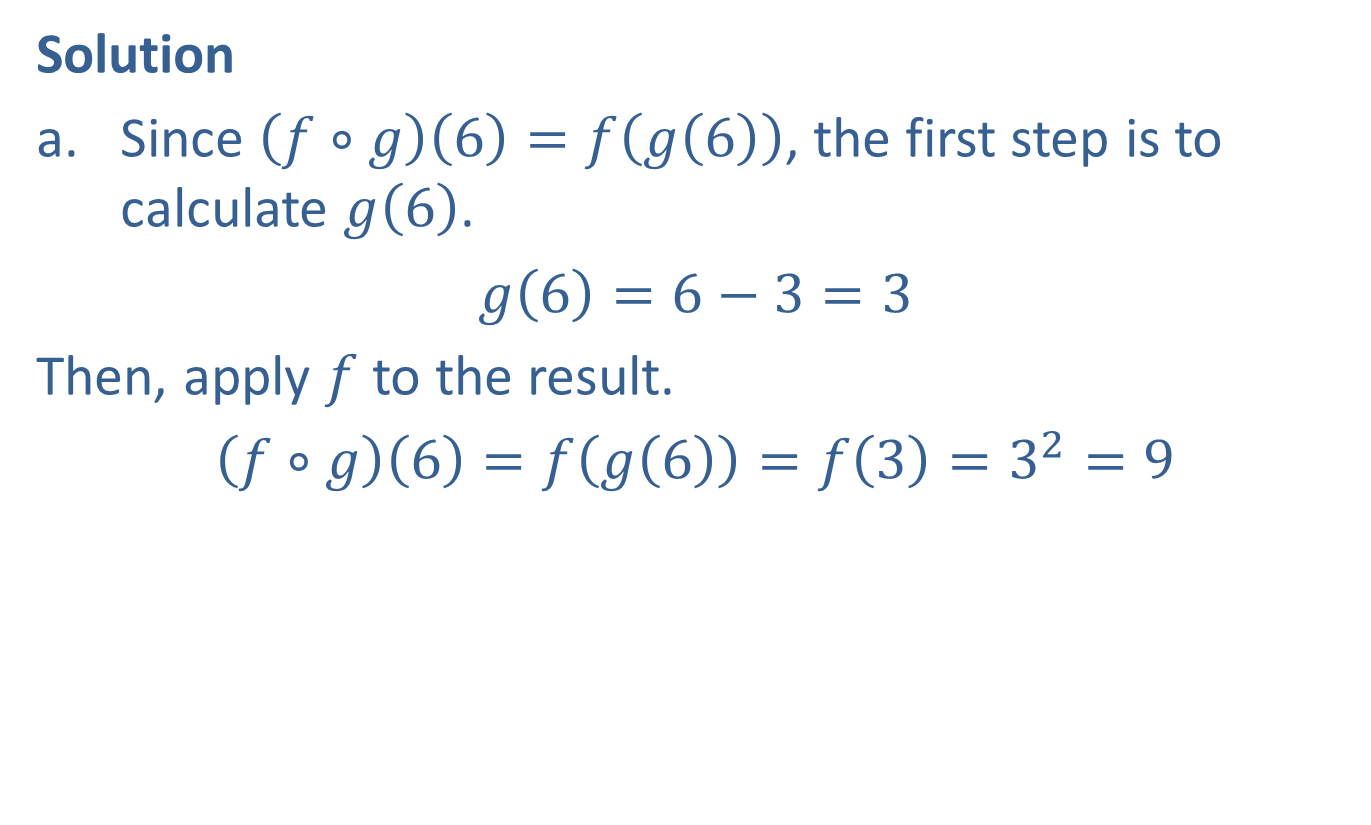 Solution
a. Since (𝑓 ∘ 𝑔)(6) = 𝑓(𝑔(6)), the first step is to
calculate 𝑔(6).
𝑔(6) = 6 − 3 = 3
Then, apply 𝑓 to the result.
(𝑓 ∘ 𝑔)(6) = 𝑓(𝑔(6)) = 𝑓(3) = 3² = 9